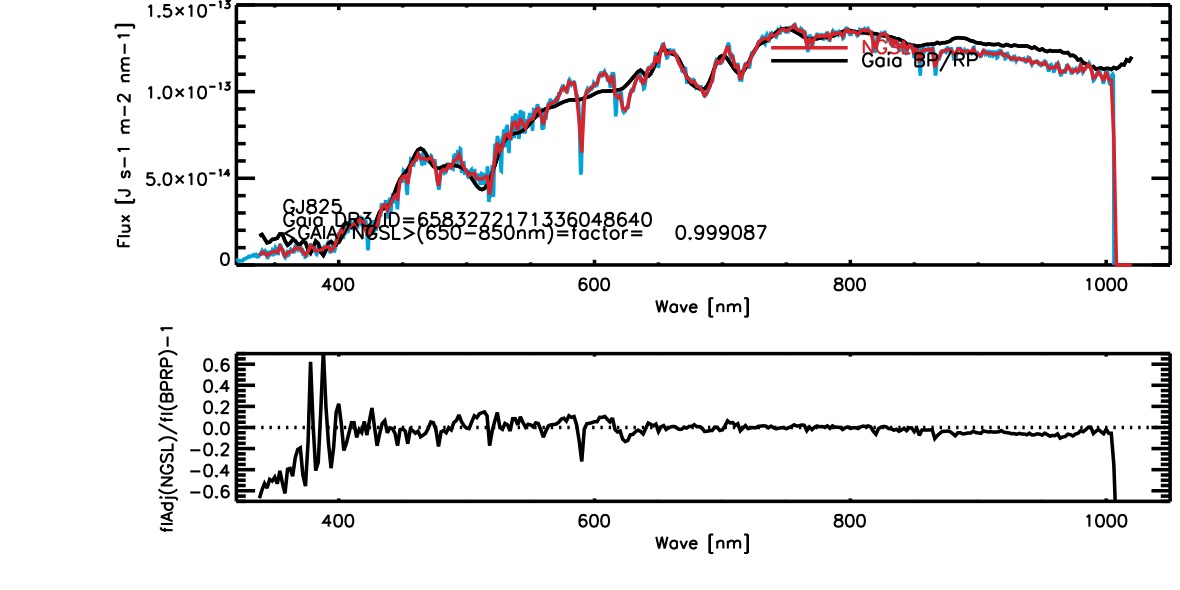 1.5×10−13
1.0×10−13
5.0×10−14
0
Flux [J s−1 m−2 nm−1]
NGSL
Gaia BP/RP
GJ825
Gaia DR3/ID=6583272171336048640
<GAIA/NGSL>(650−850nm)=factor= 0.999087
400 600 800 1000
Wave [nm]
flAdj(NGSL)/fl(BPRP)−1
0.6
0.4
0.2
0.0
−0.2
−0.4
−0.6
400 600 800 1000
Wave [nm]